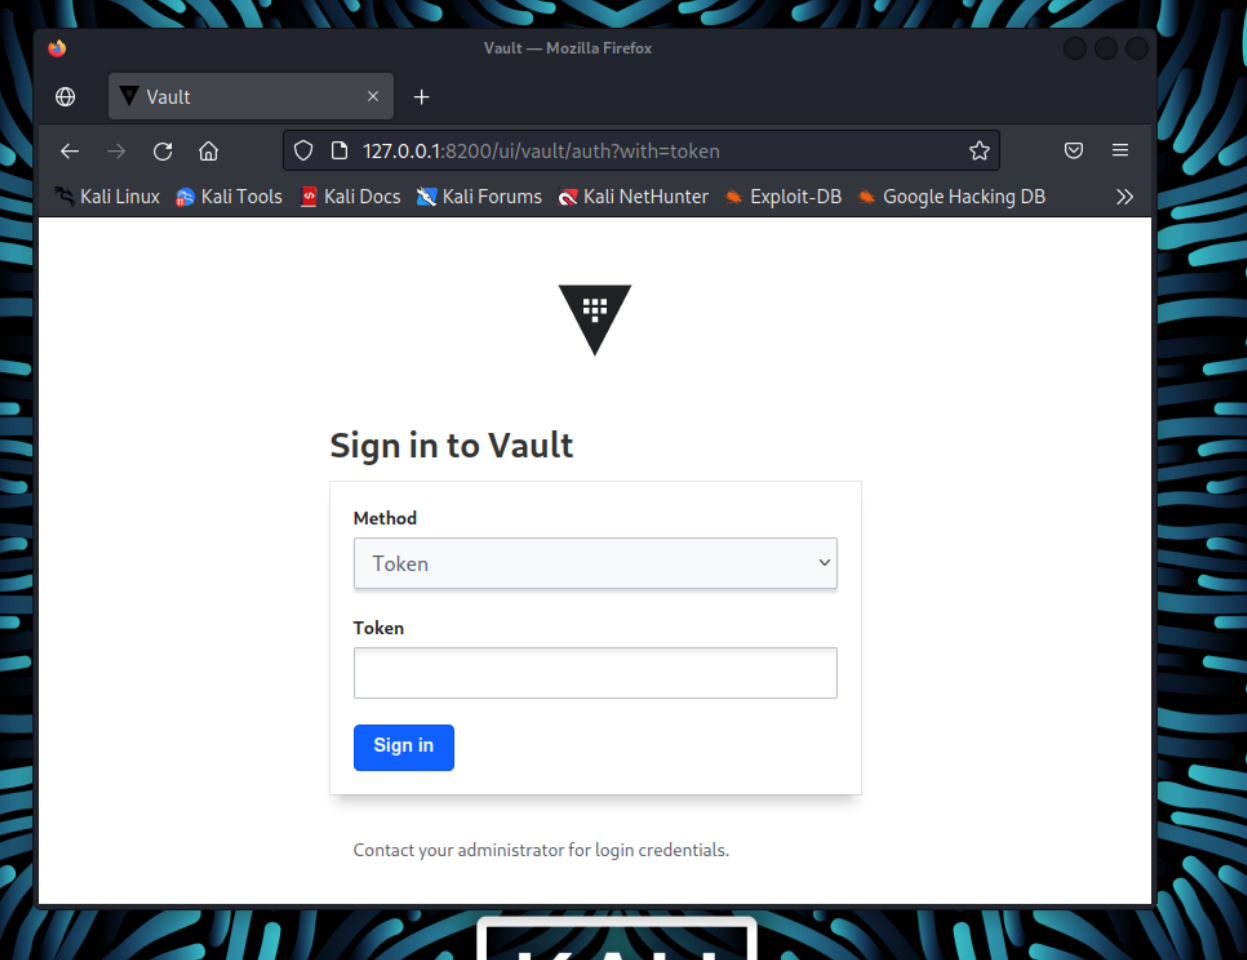 Vault — Mozilla Firefox
Vault
127.0.0.1:8200/ui/vault/auth?with=token
Kali Linux Kali Tools Kali Docs Kali Forums Kali NetHunter Exploit-DB Google Hacking DB
Sign in to Vault
Method
Token
Token
Sign in
Contact your administrator for login credentials.
KALI